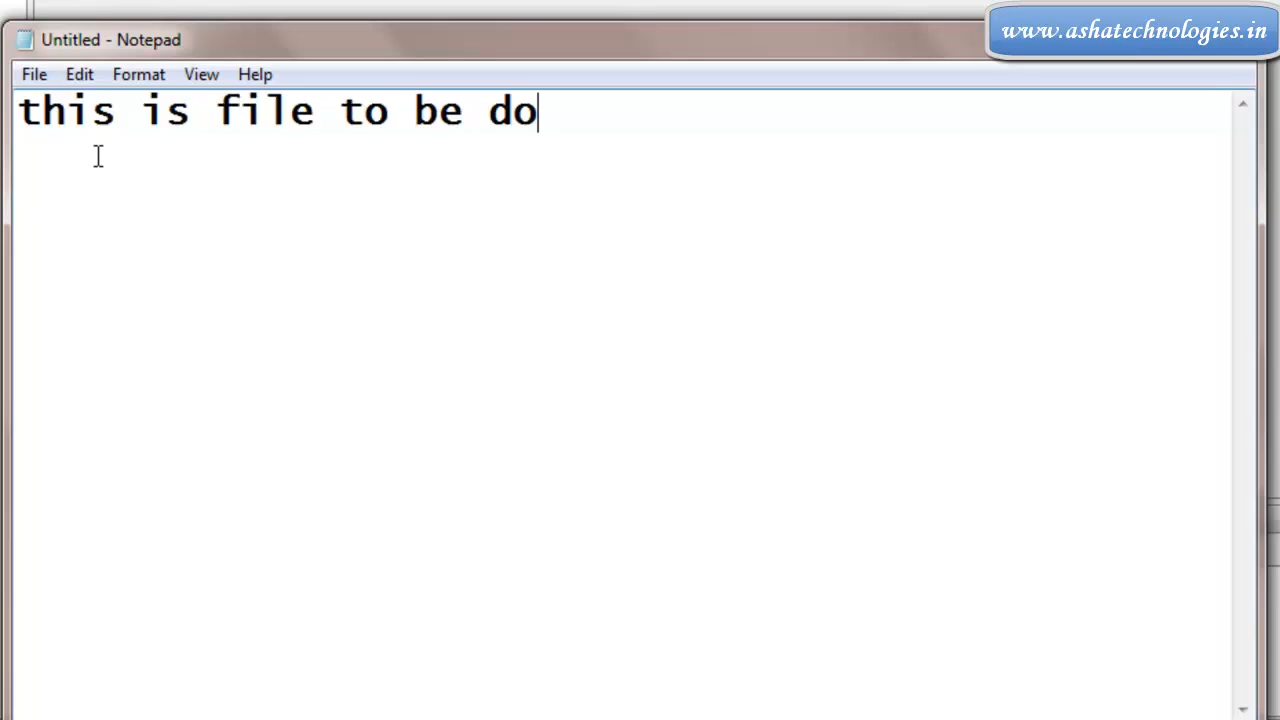 www.ashatechnologies.in
Untitled - Notepad
File Edit Format View Help
this is file to be do